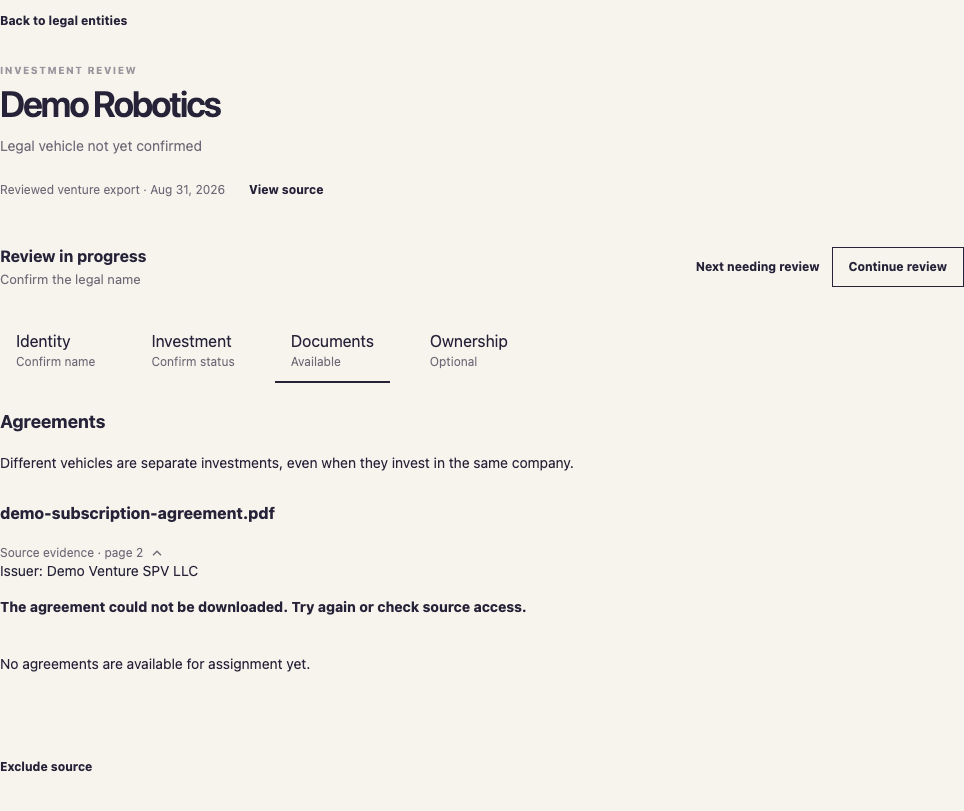 Back to legal entities
INVESTMENT REVIEW
Demo Robotics
Legal vehicle not yet confirmed
Reviewed venture export · Aug 31, 2026 View source
Review in progress
Confirm the legal name
Next needing review Continue review
Identity Investment Documents Ownership
Confirm name Confirm status Available Optional
Agreements
Different vehicles are separate investments, even when they invest in the same company.
demo-subscription-agreement.pdf
Source evidence · page 2
Issuer: Demo Venture SPV LLC
The agreement could not be downloaded. Try again or check source access.
No agreements are available for assignment yet.
Exclude source